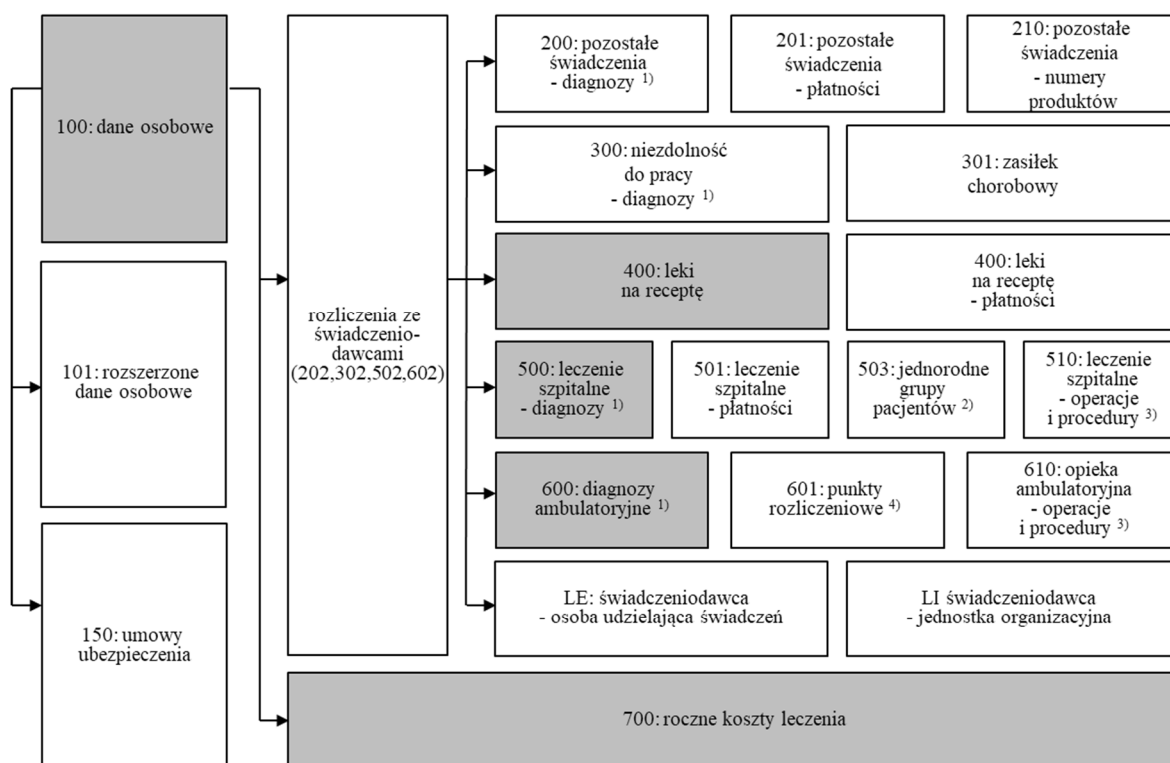 100: dane osobowe
101: rozszerzone
dane osobowe
150: umowy
ubezpieczenia
rozliczenia ze
świadczenio-
dawcami
(202,302,502,602)
200: pozostałe
świadczenia
- diagnozy 1)
201: pozostałe
świadczenia
- płatności
210: pozostałe
świadczenia
- numery
produktów
300: niezdolność
do pracy
- diagnozy 1)
301: zasiłek
chorobowy
400: leki
na receptę
400: leki
na receptę
- płatności
500: leczenie
szpitalne
- diagnozy 1)
501: leczenie
szpitalne
- płatności
503: jednorodne
grupy
pacjentów 2)
510: leczenie
szpitalne
- operacje
i procedury 3)
600: diagnozy
ambulatoryjne 1)
601: punkty
rozliczeniowe 4)
610: opieka
ambulatoryjna
- operacje
i procedury 3)
LE: świadczeniodawca
- osoba udzielająca świadczeń
LI świadczeniodawca
- jednostka organizacyjna
700: roczne koszty leczenia